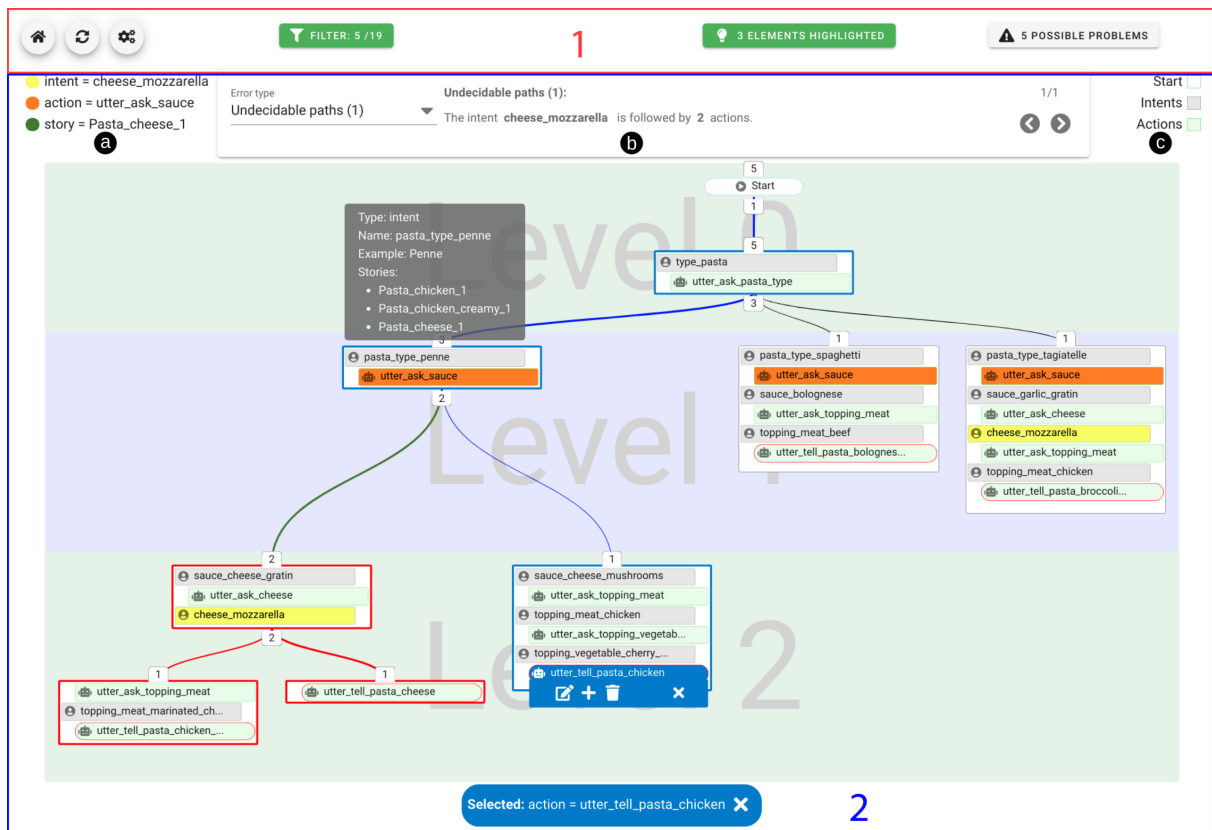 FILTER: 5 /19
1
3 ELEMENTS HIGHLIGHTED
5 POSSIBLE PROBLEMS
intent = cheese_mozzarella
action = utter_ask_sauce
story = Pasta_cheese_1
a
Error type
Undecidable paths (1)
Undecidable paths (1):
The intent cheese_mozzarella is followed by 2 actions.
1/1
b
Start
Intents
Actions
c
Level 0
5
Start
1
5
type_pasta
utter_ask_pasta_type
3
Type: intent
Name: pasta_type_penne
Example: Penne
Stories:
• Pasta_chicken_1
• Pasta_chicken_creamy_1
• Pasta_cheese_1
Level 1
3
pasta_type_penne
utter_ask_sauce
2
1
pasta_type_spaghetti
utter_ask_sauce
sauce_bolognese
utter_ask_topping_meat
topping_meat_beef
utter_tell_pasta_bolognes...
1
pasta_type_tagiatelle
utter_ask_sauce
sauce_garlic_gratin
utter_ask_cheese
cheese_mozzarella
utter_ask_topping_meat
topping_meat_chicken
utter_tell_pasta_broccoli...
Level 2
2
sauce_cheese_gratin
utter_ask_cheese
cheese_mozzarella
2
1
sauce_cheese_mushrooms
utter_ask_topping_meat
topping_meat_chicken
utter_ask_topping_vegetab...
topping_vegetable_cherry_...
utter_tell_pasta_chicken
1
utter_ask_topping_meat
topping_meat_marinated_ch...
utter_tell_pasta_chicken_...
1
utter_tell_pasta_cheese
Selected: action = utter_tell_pasta_chicken
2